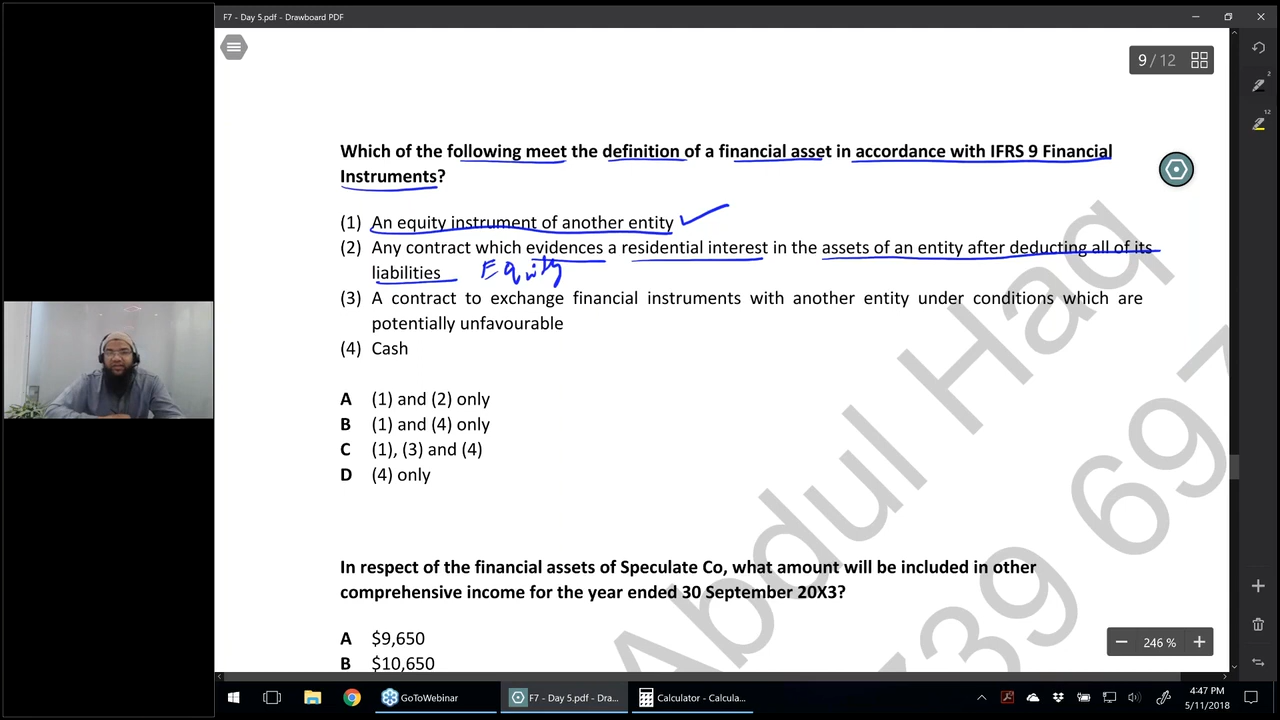 F7 - Day 5.pdf - Drawboard PDF
9 / 12
Which of the following meet the definition of a financial asset in accordance with IFRS 9 Financial
Instruments?
(1) An equity instrument of another entity
(2) Any contract which evidences a residential interest in the assets of an entity after deducting all of its
liabilities Equity
(3) A contract to exchange financial instruments with another entity under conditions which are
potentially unfavourable
(4) Cash
A (1) and (2) only
B (1) and (4) only
C (1), (3) and (4)
D (4) only
In respect of the financial assets of Speculate Co, what amount will be included in other
comprehensive income for the year ended 30 September 20X3?
A $9,650
B $10,650
Abdul Haq
739 697
2
12
246 %
GoToWebinar
F7 - Day 5.pdf - Dra...
Calculator - Calcula...
4:47 PM
5/11/2018